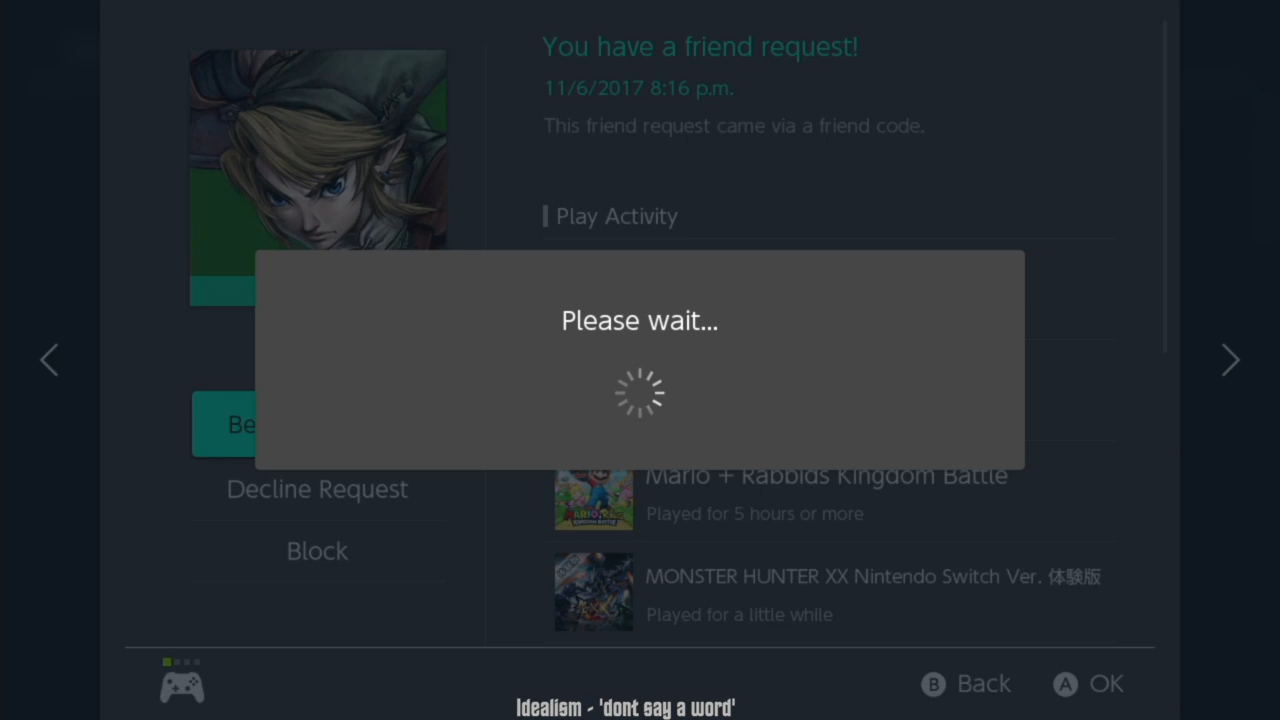 You have a friend request!
11/6/2017 8:16 p.m.
This friend request came via a friend code.
Play Activity
Please wait...
Be
Decline Request
Block
Mario + Rabbids Kingdom Battle
Played for 5 hours or more
MONSTER HUNTER XX Nintendo Switch Ver. 体験版
Played for a little while
B Back
A OK
Idealism - 'dont say a word'